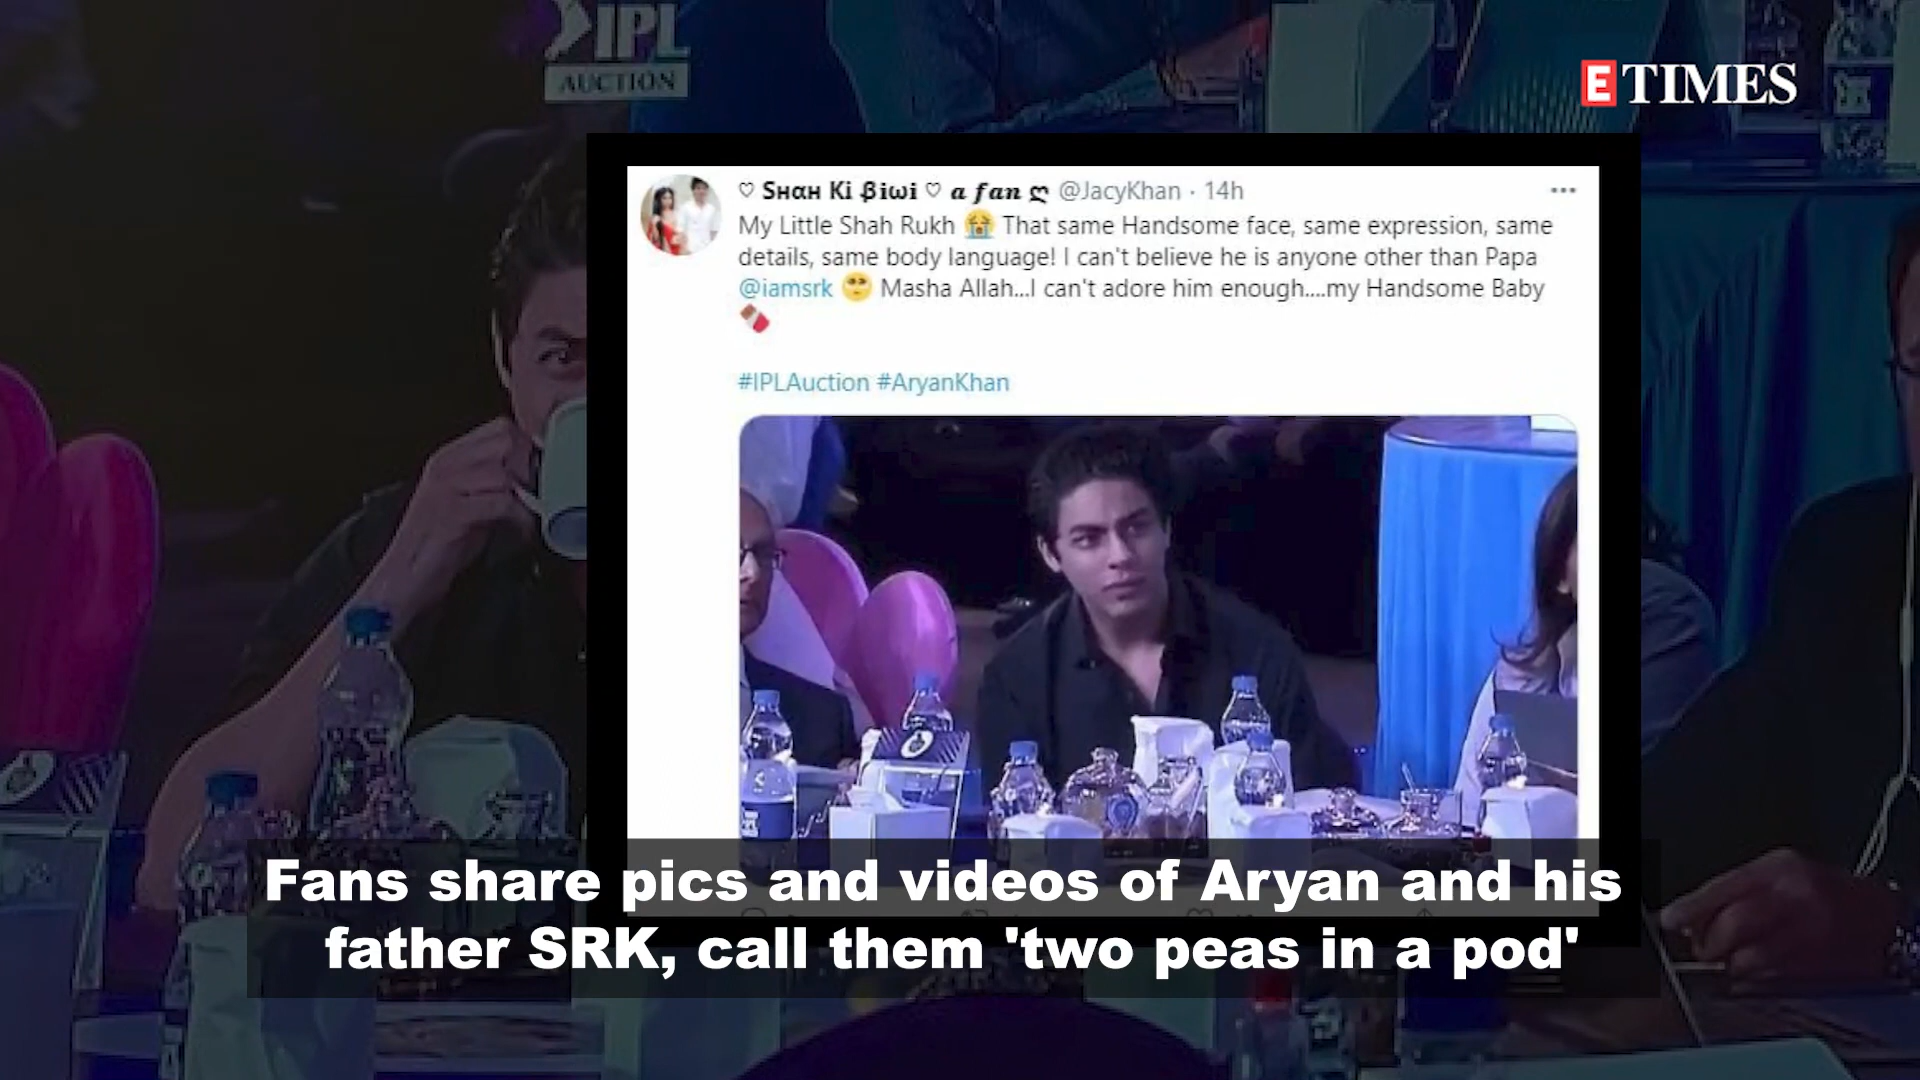 IPL
AUCTION
E TIMES
♡ Sʜαʜ Ki βiωi ♡ a fan ღ @JacyKhan · 14h
My Little Shah Rukh 😭 That same Handsome face, same expression, same
details, same body language! I can't believe he is anyone other than Papa
@iamsrk 🥺 Masha Allah...I can't adore him enough....my Handsome Baby
🍫
#IPLAuction #AryanKhan
Fans share pics and videos of Aryan and his
father SRK, call them 'two peas in a pod'